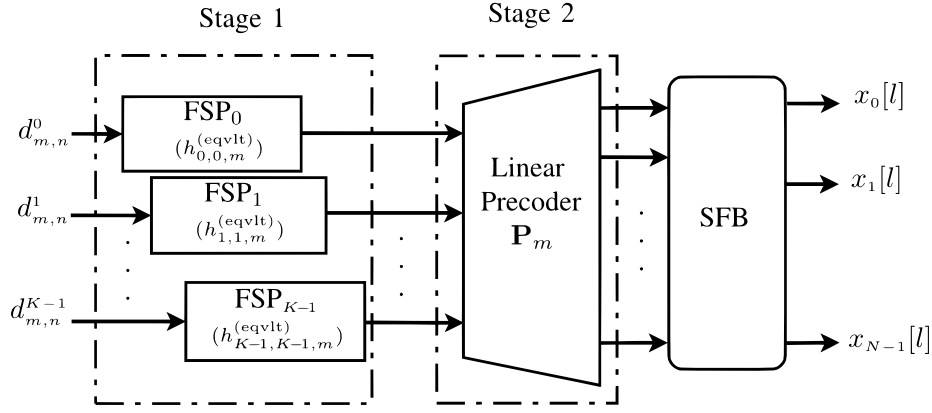 Stage 1
Stage 2
d^0_{m,n}
FSP_0
(h^{(eqvlt)}_{0,0,m})
x_0[l]
d^1_{m,n}
FSP_1
(h^{(eqvlt)}_{1,1,m})
Linear
Precoder
P_m
SFB
x_1[l]
d^{K-1}_{m,n}
FSP_{K-1}
(h^{(eqvlt)}_{K-1,K-1,m})
x_{N-1}[l]